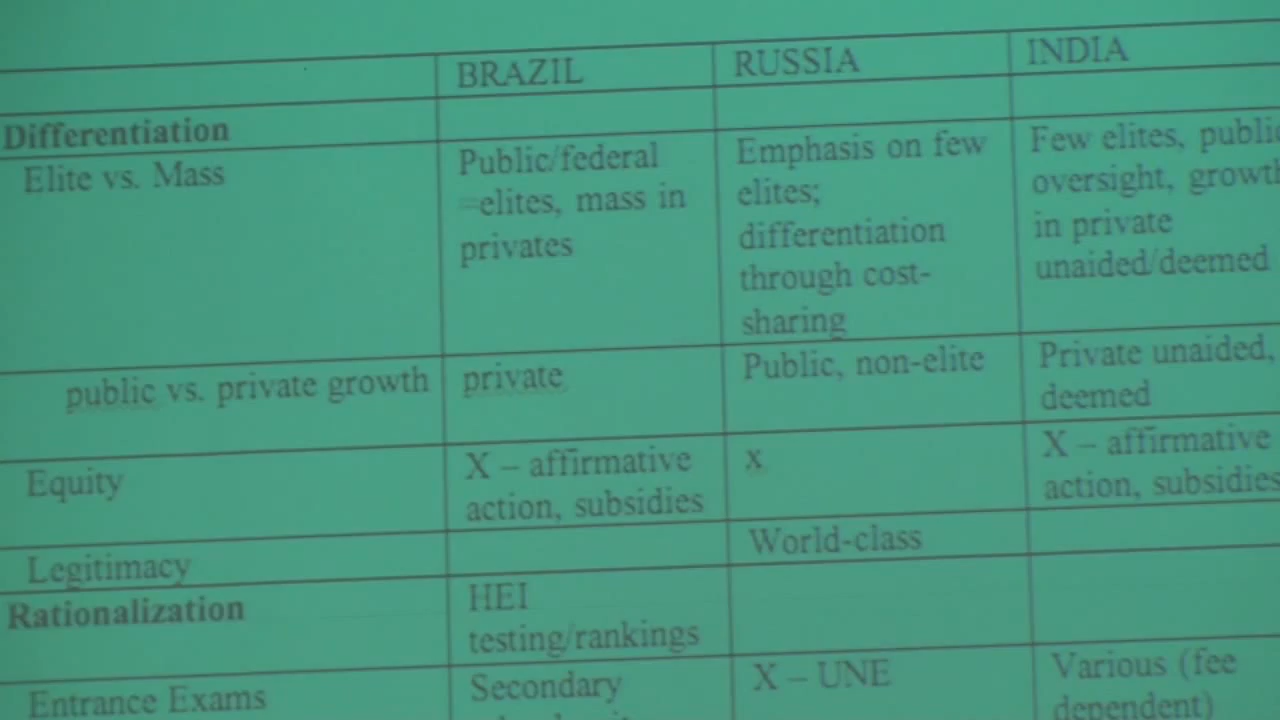 BRAZIL RUSSIA INDIA
Differentiation
Elite vs. Mass
Public/federal
=elites, mass in
privates
Emphasis on few
elites;
differentiation
through cost-
sharing
Few elites, public
oversight, growth
in private
unaided/deemed
public vs. private growth
private
Public, non-elite
Private unaided,
deemed
Equity
X – affirmative
action, subsidies
x
X – affirmative
action, subsidies
Legitimacy
World-class
Rationalization
HEI
testing/rankings
Entrance Exams
Secondary
X – UNE
Various (fee
dependent)